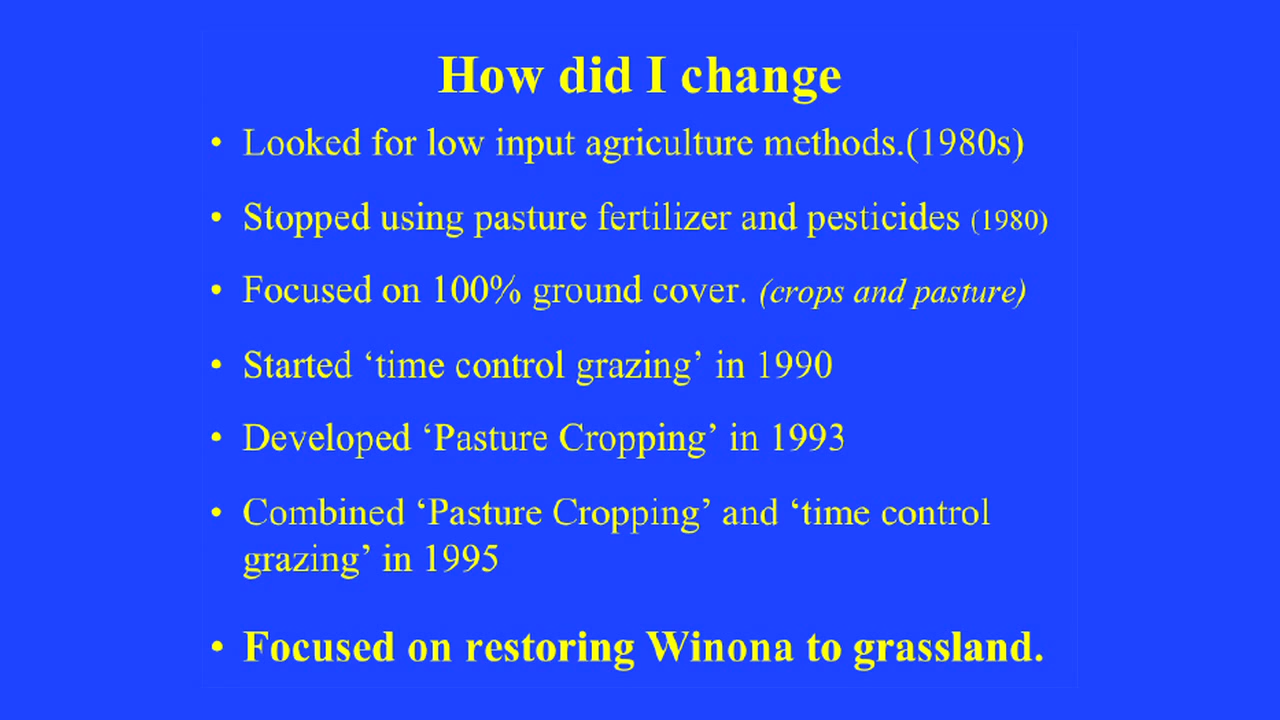 How did I change
• Looked for low input agriculture methods.(1980s)
• Stopped using pasture fertilizer and pesticides (1980)
• Focused on 100% ground cover. (crops and pasture)
• Started ‘time control grazing’ in 1990
• Developed ‘Pasture Cropping’ in 1993
• Combined ‘Pasture Cropping’ and ‘time control
grazing’ in 1995
• Focused on restoring Winona to grassland.